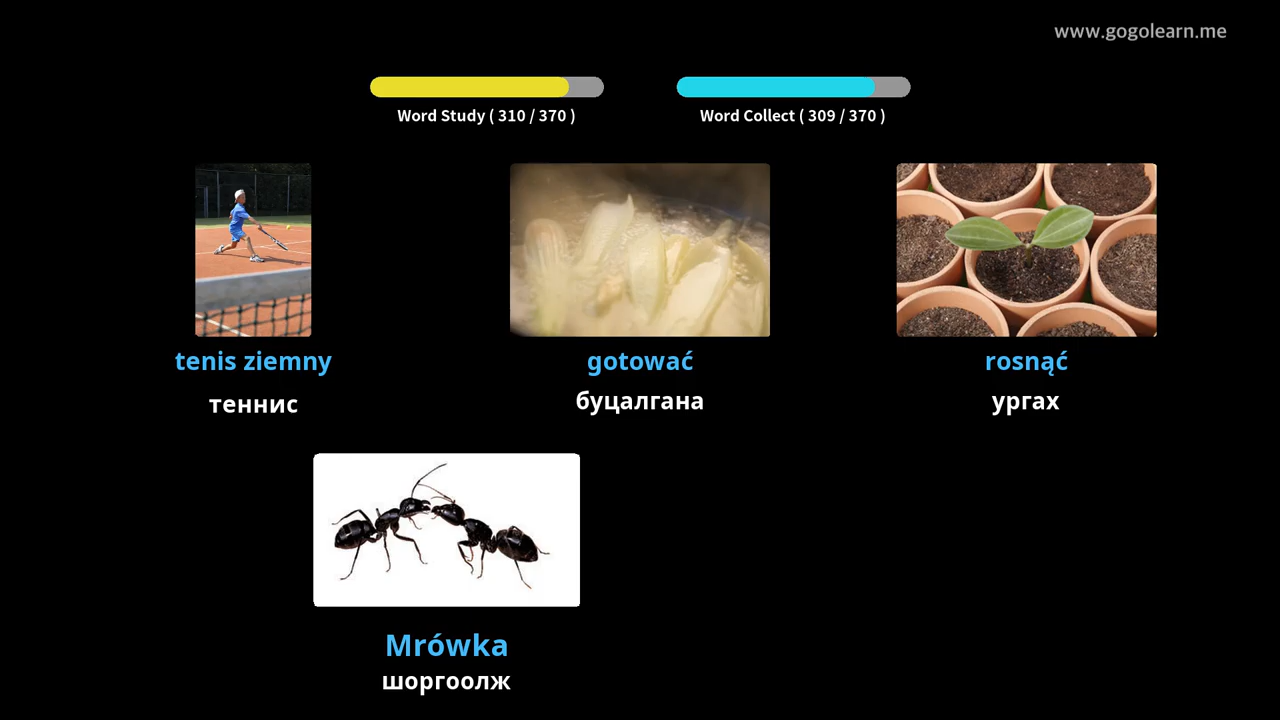 www.gogolearn.me
Word Study ( 310 / 370 )
Word Collect ( 309 / 370 )
tenis ziemny
теннис
gotować
буцалгана
rosnąć
ургах
Mrówka
шоргоолж